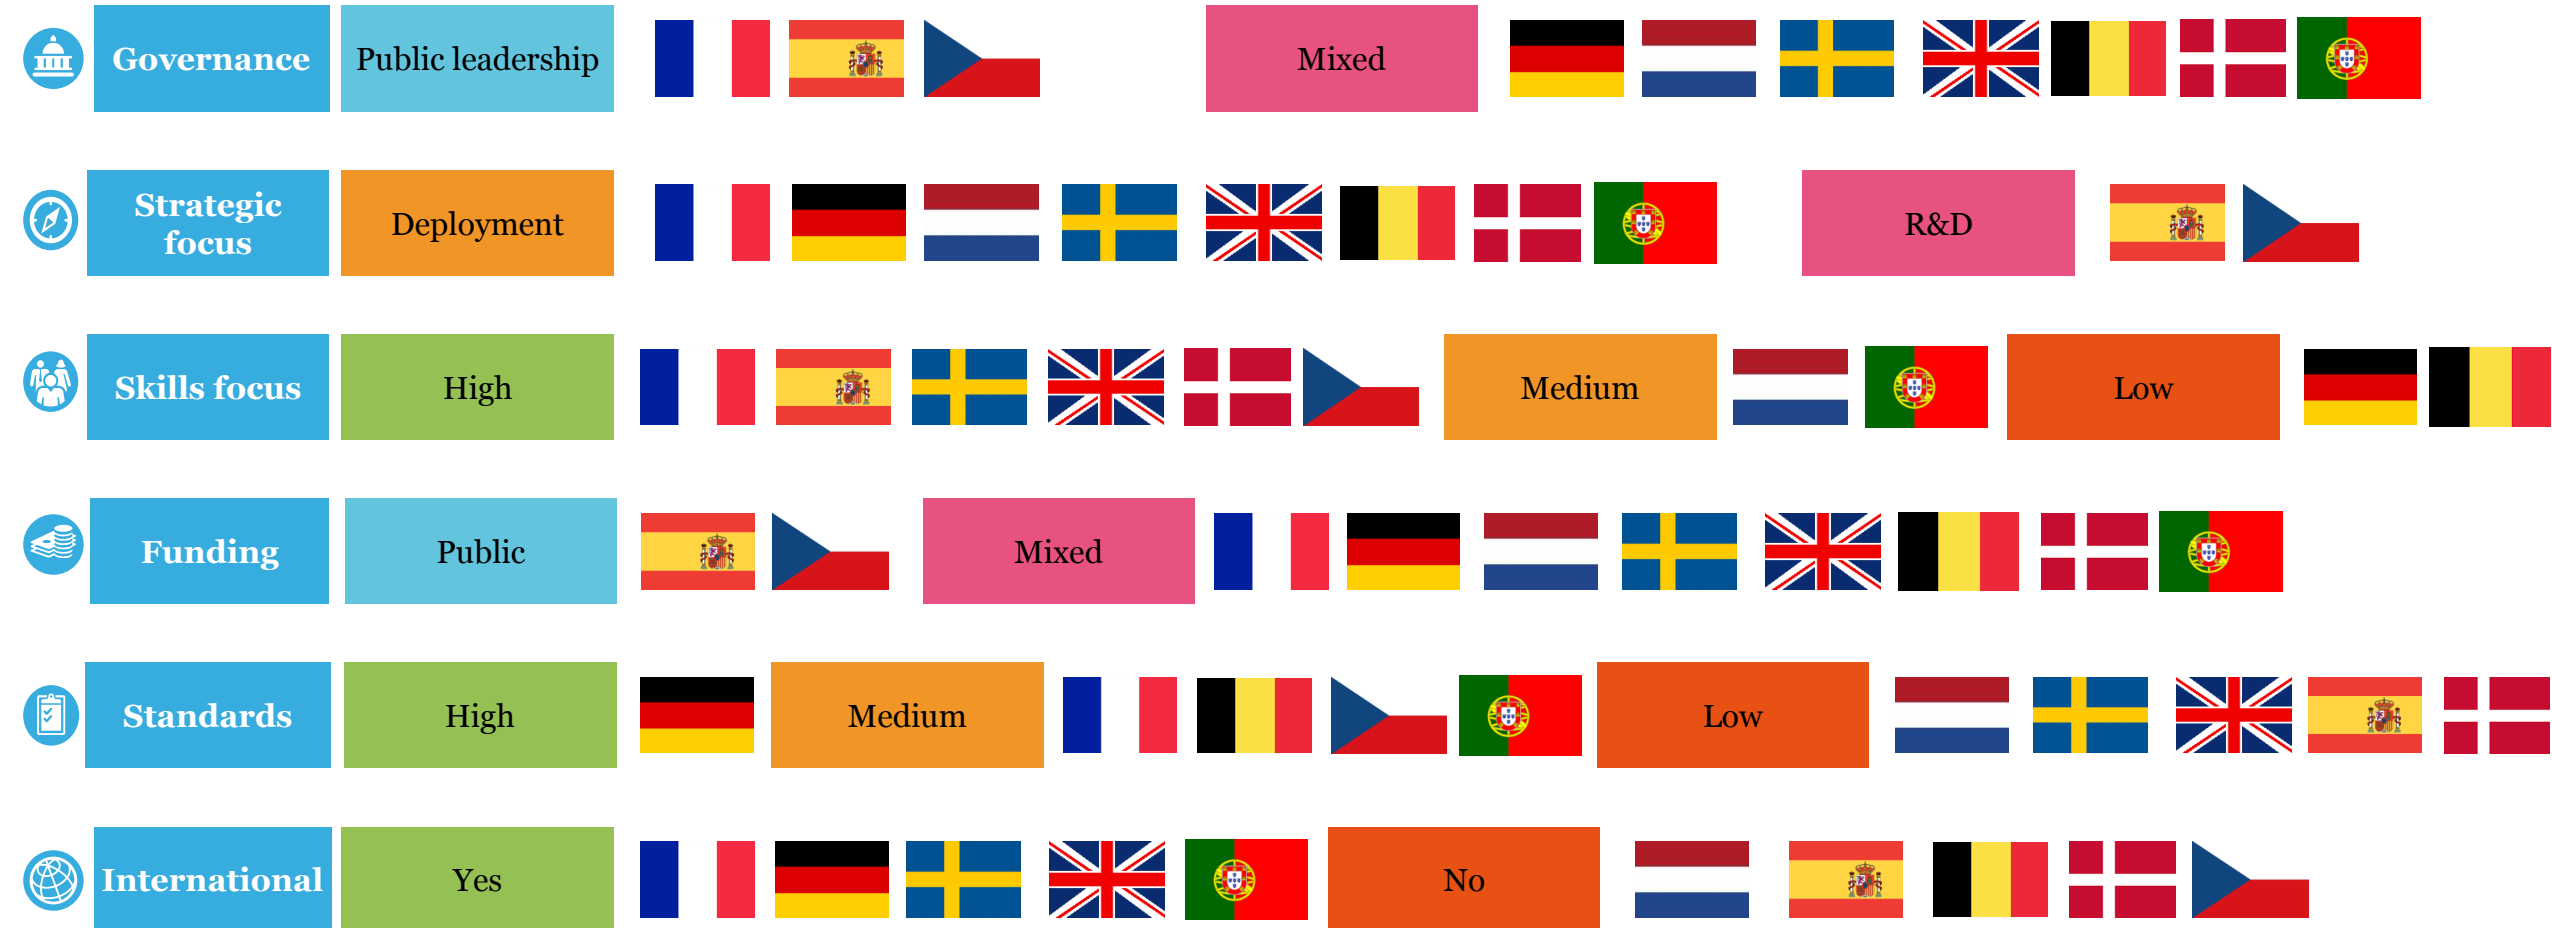 Governance
Public leadership
Mixed
Strategic
focus
Deployment
R&D
Skills focus
High
Medium
Low
Funding
Public
Mixed
Standards
High
Medium
Low
International
Yes
No